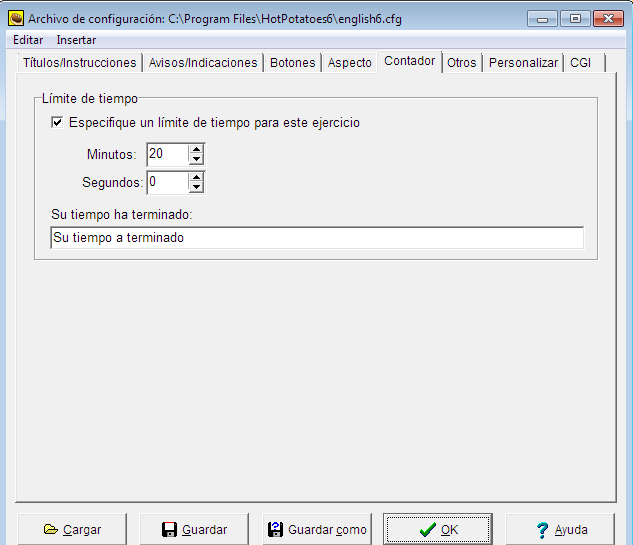 Archivo de configuración: C:\Program Files\HotPotatoes6\english6.cfg
Editar Insertar
Títulos/Instrucciones Avisos/Indicaciones Botones Aspecto Contador Otros Personalizar CGI
Límite de tiempo
Especifique un límite de tiempo para este ejercicio
Minutos: 20
Segundos: 0
Su tiempo ha terminado:
Su tiempo a terminado
Cargar Guardar Guardar como OK Ayuda